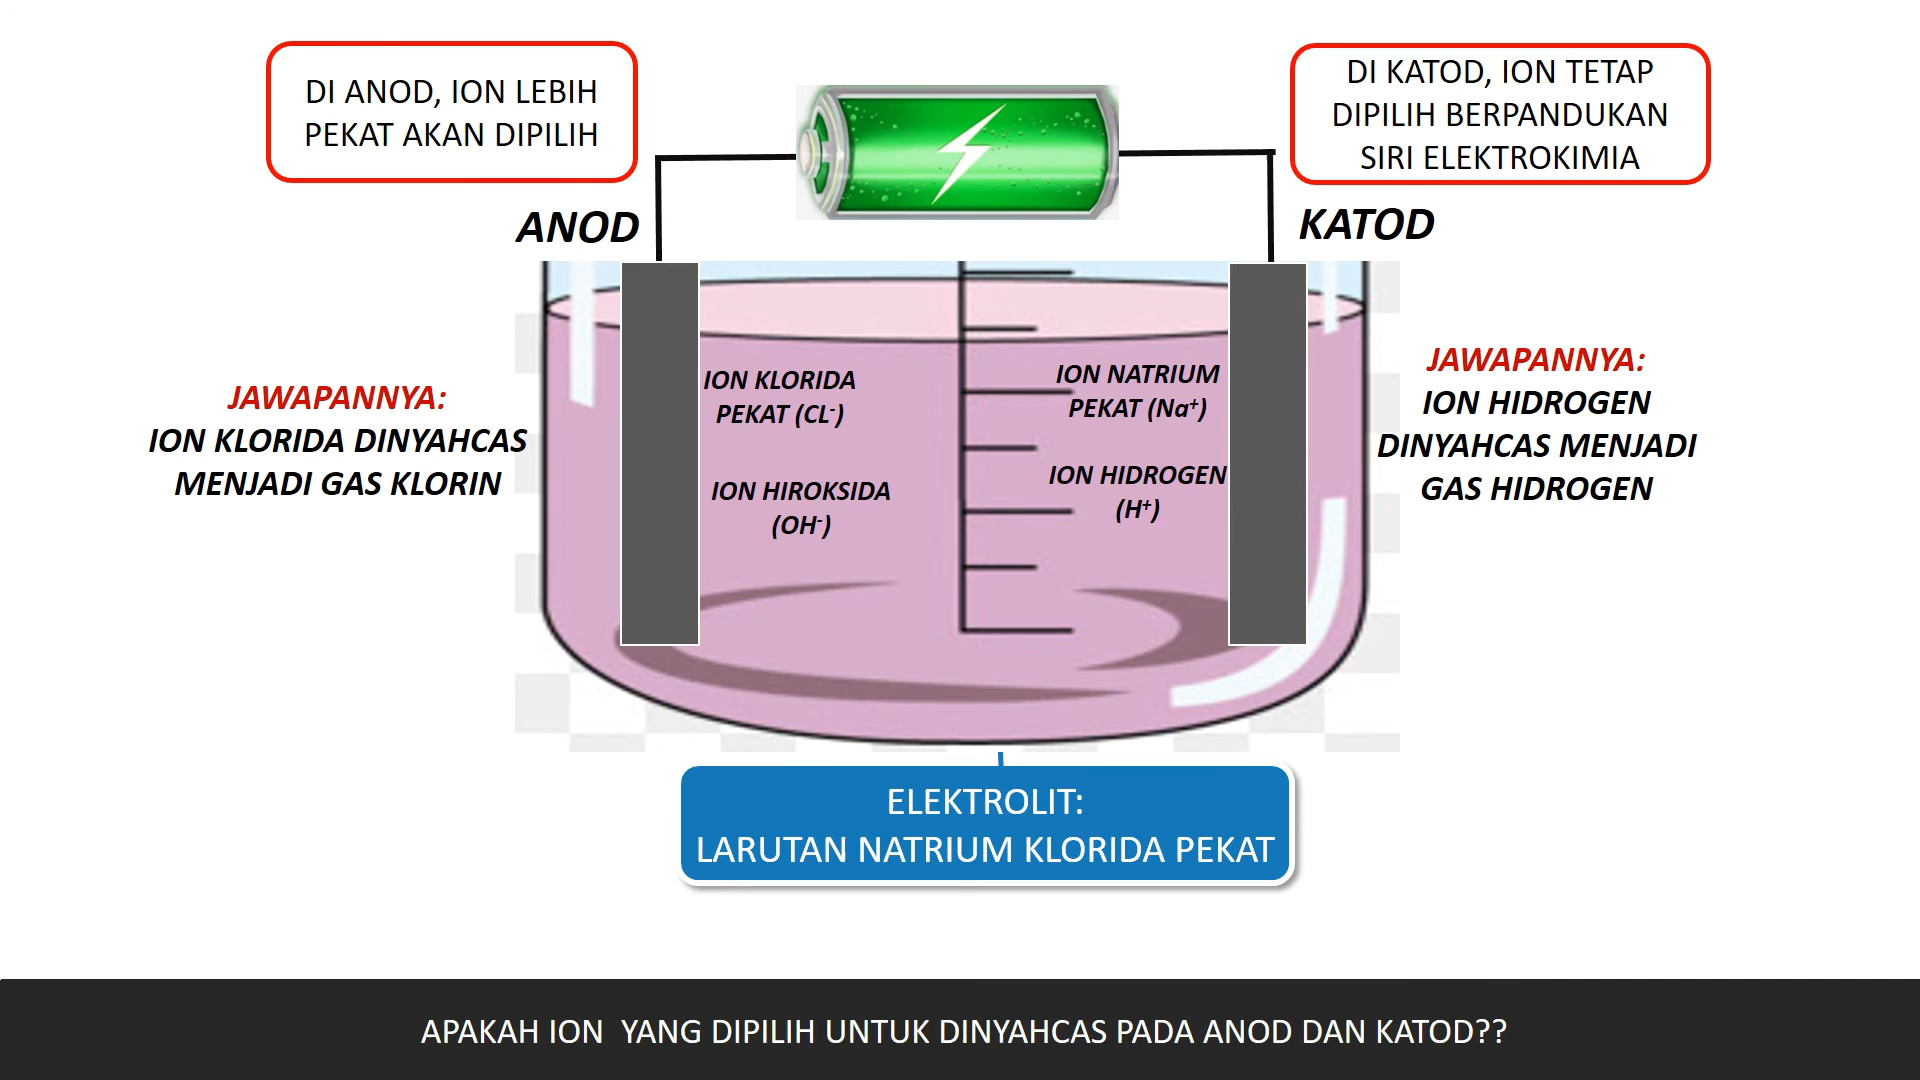 DI ANOD, ION LEBIH
PEKAT AKAN DIPILIH
DI KATOD, ION TETAP
DIPILIH BERPANDUKAN
SIRI ELEKTROKIMIA
ANOD
KATOD
JAWAPANNYA:
ION KLORIDA DINYAHCAS
MENJADI GAS KLORIN
ION KLORIDA
PEKAT (CL⁻)
ION HIROKSIDA
(OH⁻)
ION NATRIUM
PEKAT (Na⁺)
ION HIDROGEN
(H⁺)
JAWAPANNYA:
ION HIDROGEN
DINYAHCAS MENJADI
GAS HIDROGEN
ELEKTROLIT:
LARUTAN NATRIUM KLORIDA PEKAT
APAKAH ION  YANG DIPILIH UNTUK DINYAHCAS PADA ANOD DAN KATOD??